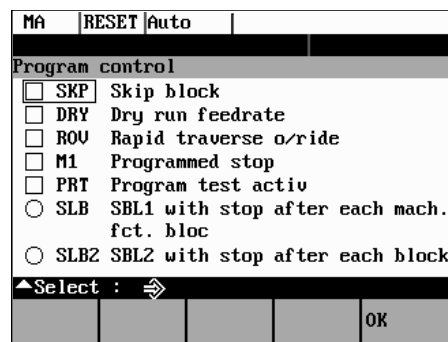 MA RESET Auto
Program control
SKP Skip block
DRY Dry run feedrate
ROV Rapid traverse o/ride
M1 Programmed stop
PRT Program test activ
SLB SBL1 with stop after each mach.
fct. bloc
SLB2 SBL2 with stop after each block
Select :
OK